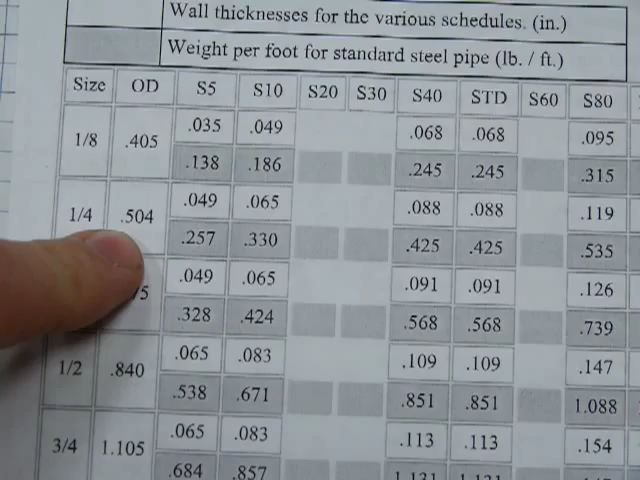 Wall thicknesses for the various schedules. (in.)
Weight per foot for standard steel pipe (lb. / ft.)
Size OD S5 S10 S20 S30 S40 STD S60 S80
1/8 .405 .035 .049 .068 .068 .095
.138 .186 .245 .245 .315
1/4 .504 .049 .065 .088 .088 .119
.257 .330 .425 .425 .535
.049 .065 .091 .091 .126
.328 .424 .568 .568 .739
1/2 .840 .065 .083 .109 .109 .147
.538 .671 .851 .851 1.088
3/4 1.105 .065 .083 .113 .113 .154
.684 .857